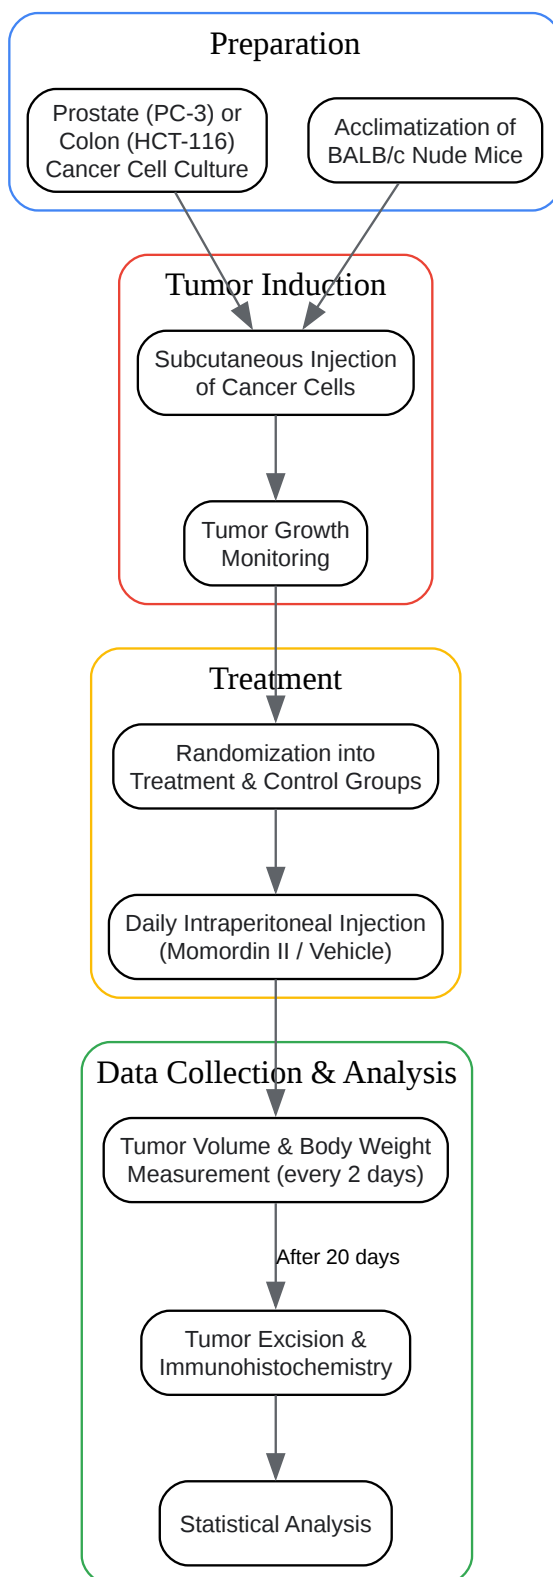 Preparation
Prostate (PC-3) or
Colon (HCT-116)
Cancer Cell Culture
Acclimatization of
BALB/c Nude Mice
Tumor Induction
Subcutaneous Injection
of Cancer Cells
Tumor Growth
Monitoring
Treatment
Randomization into
Treatment & Control Groups
Daily Intraperitoneal Injection
(Momordin II / Vehicle)
Data Collection & Analysis
Tumor Volume & Body Weight
Measurement (every 2 days)
After 20 days
Tumor Excision &
Immunohistochemistry
Statistical Analysis